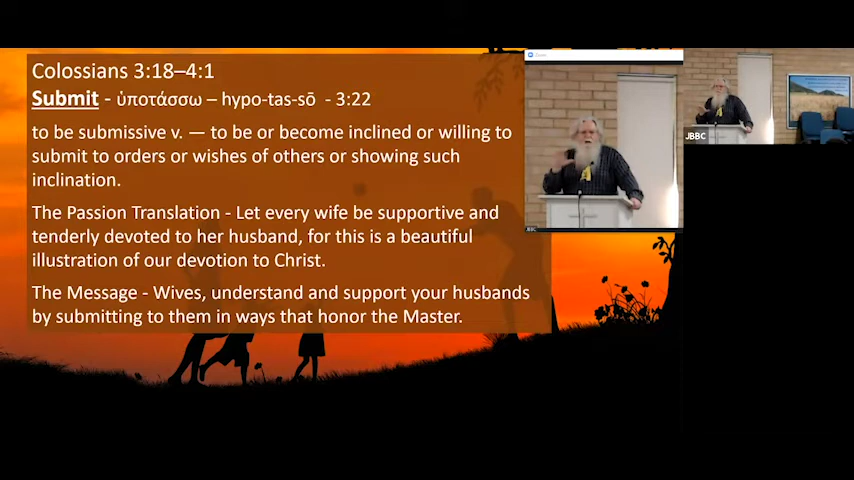 Colossians 3:18–4:1
Submit - ὑποτάσσω – hypo-tas-sō - 3:22
to be submissive v. — to be or become inclined or willing to
submit to orders or wishes of others or showing such
inclination.
The Passion Translation - Let every wife be supportive and
tenderly devoted to her husband, for this is a beautiful
illustration of our devotion to Christ.
The Message - Wives, understand and support your husbands
by submitting to them in ways that honor the Master.
JBBC